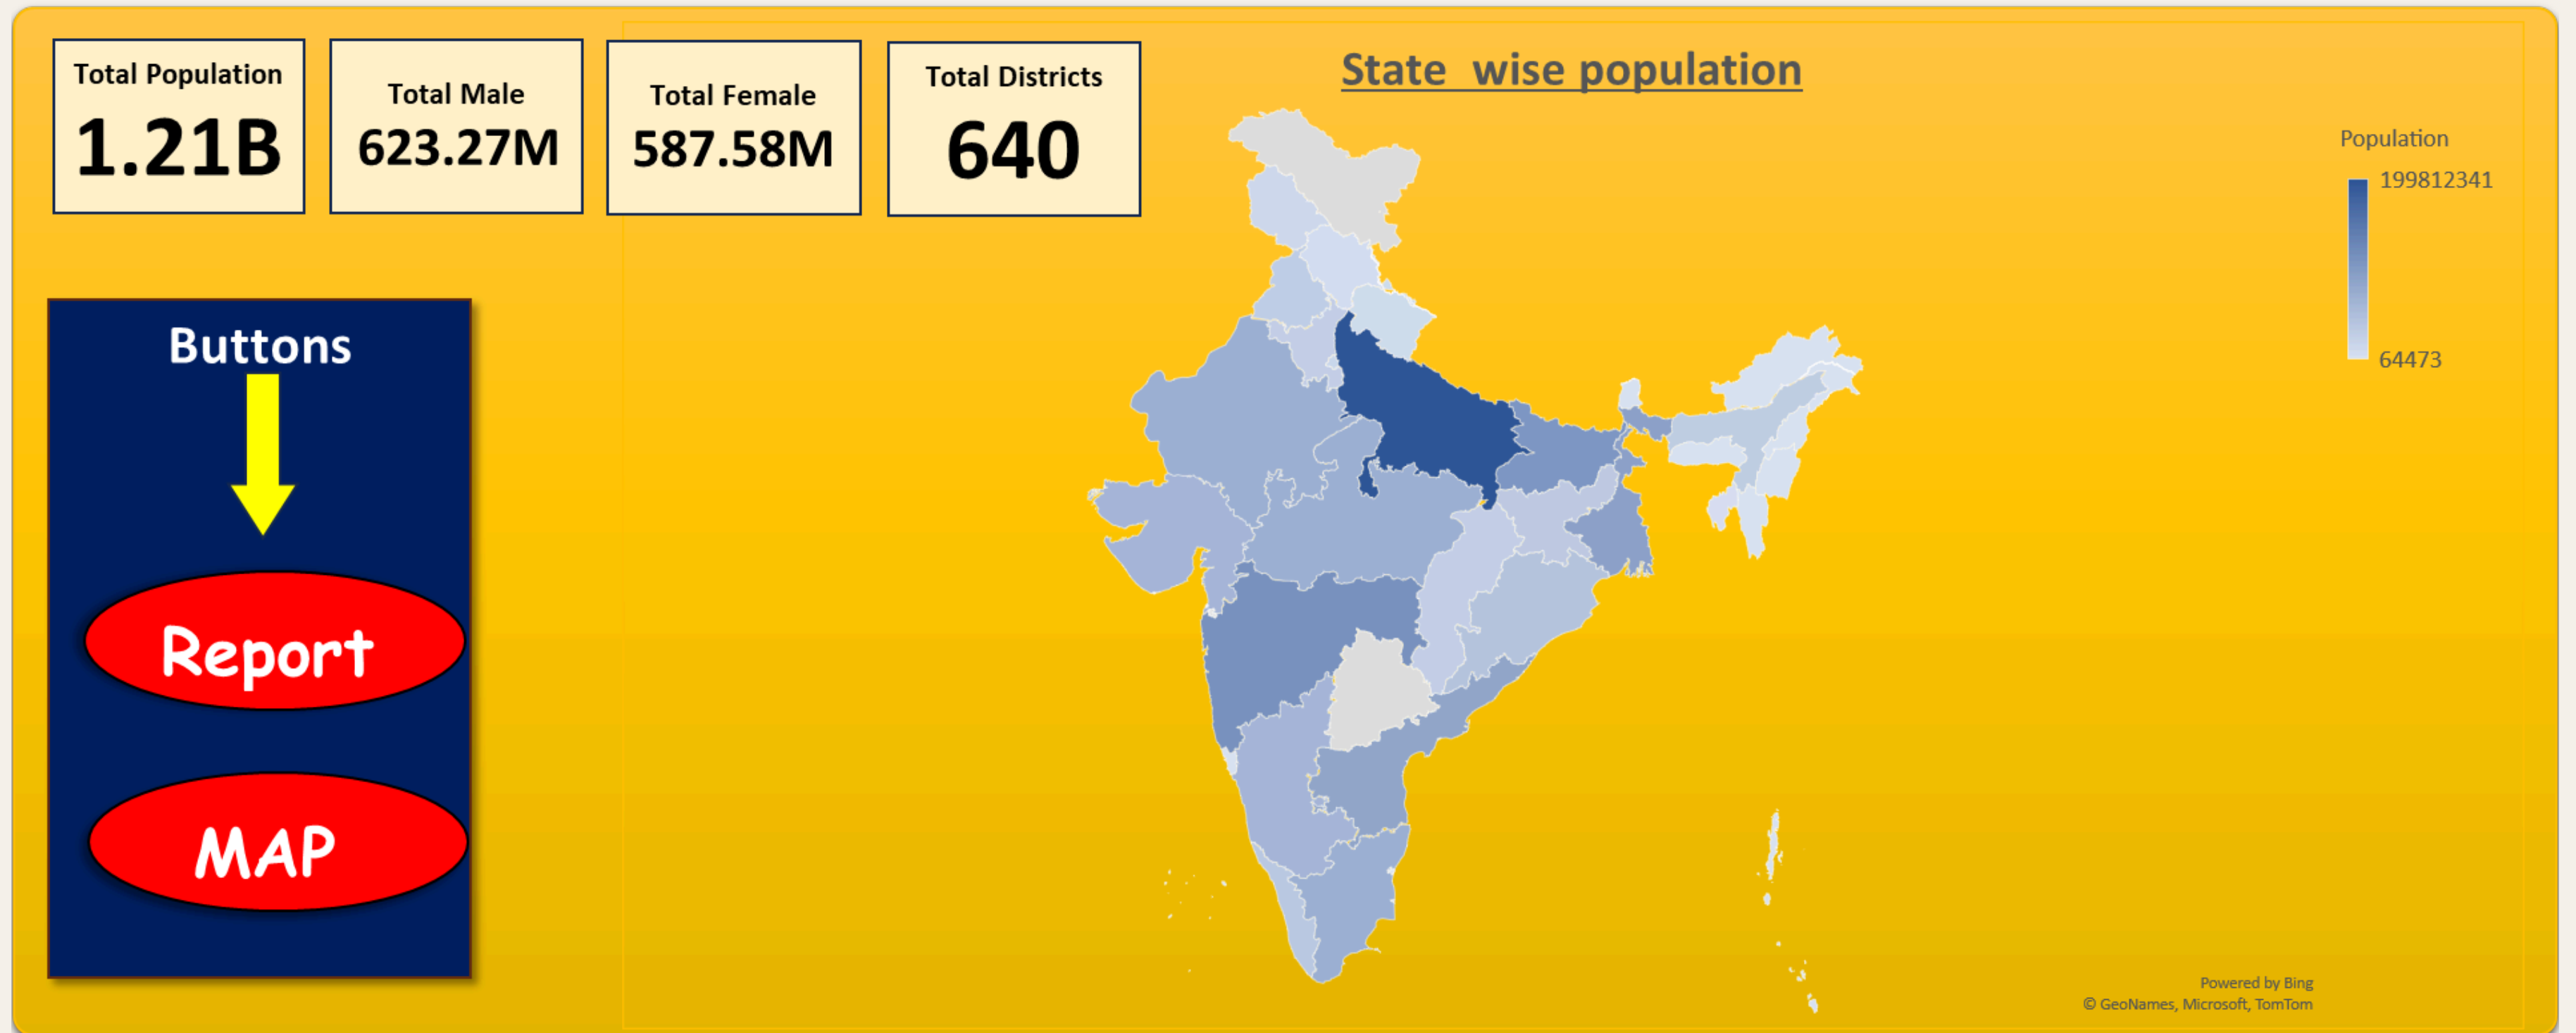 Total Population
1.21B
Total Male
623.27M
Total Female
587.58M
Total Districts
640
State  wise population
Population
199812341
64473
Buttons
Report
MAP
Powered by Bing
© GeoNames, Microsoft, TomTom